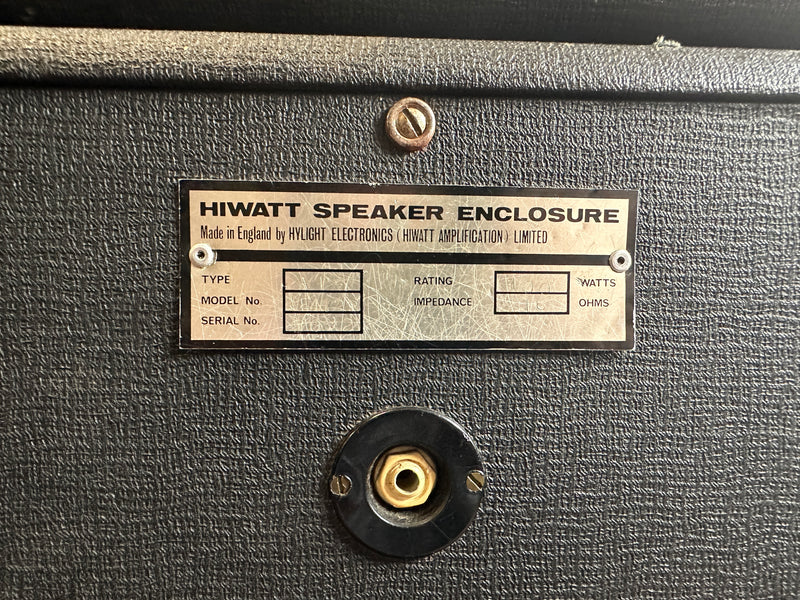 HIWATT SPEAKER ENCLOSURE
Made in England by HYLIGHT ELECTRONICS (HIWATT AMPLIFICATION) LIMITED
TYPE RATING WATTS
MODEL No. IMPEDANCE OHMS
SERIAL No.